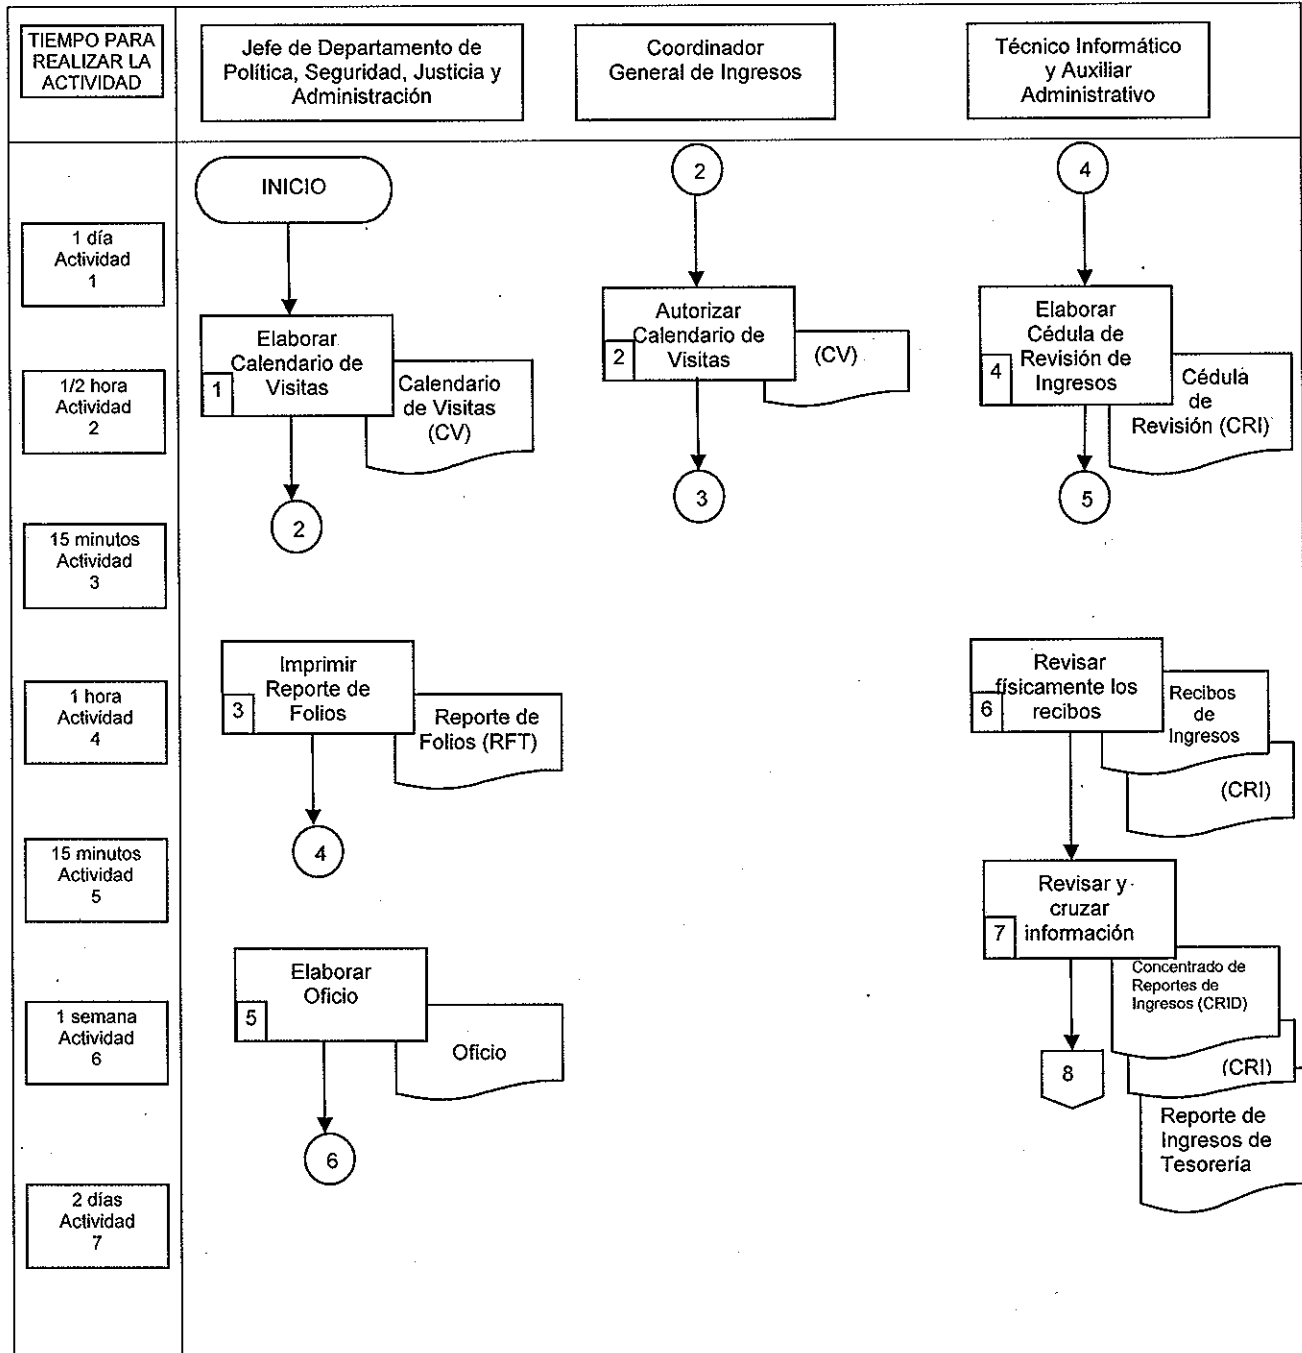 TIEMPO PARA
REALIZAR LA
ACTIVIDAD
Jefe de Departamento de
Política, Seguridad, Justicia y
Administración
Coordinador
General de Ingresos
Técnico Informático
y Auxiliar
Administrativo
1 día
Actividad
1
1/2 hora
Actividad
2
15 minutos
Actividad
3
1 hora
Actividad
4
15 minutos
Actividad
5
1 semana
Actividad
6
2 días
Actividad
7
INICIO
Elaborar
Calendario de
Visitas
1
Calendario
de Visitas
(CV)
2
Imprimir
Reporte de
Folios
3
Reporte de
Folios (RFT)
4
Elaborar
Oficio
5
Oficio
6
2
Autorizar
Calendario de
Visitas
2
(CV)
3
4
Elaborar
Cédula de
Revisión de
Ingresos
4
Cédula
de
Revisión (CRI)
5
Revisar
físicamente los
recibos
6
Recibos
de
Ingresos
(CRI)
Revisar y
cruzar
información
7
Concentrado de
Reportes de
Ingresos (CRID)
(CRI)
Reporte de
Ingresos de
Tesorería
8